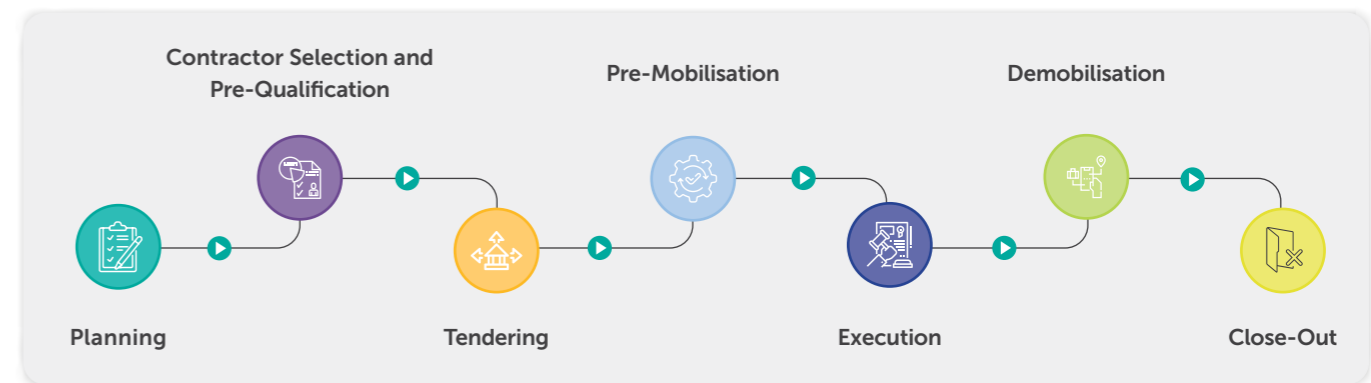 Contractor Selection and
Pre-Qualification
Pre-Mobilisation
Demobilisation
Planning
Tendering
Execution
Close-Out